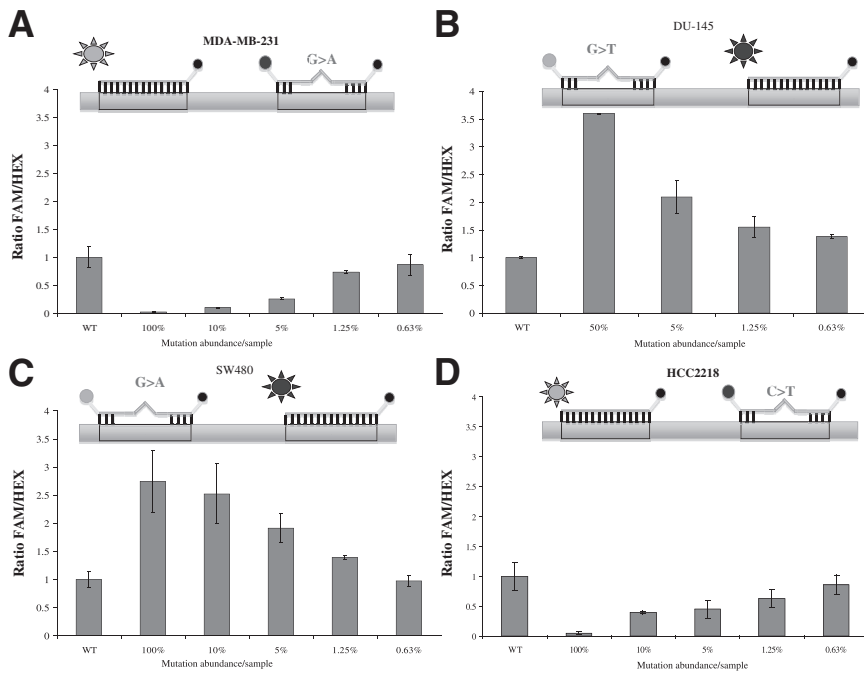 A
MDA-MB-231
G>A
4
3.5
3
2.5
2
1.5
1
0.5
0
Ratio FAM/HEX
WT 100% 10% 5% 1.25% 0.63%
Mutation abundance/sample
B
DU-145
G>T
4
3.5
3
2.5
2
1.5
1
0.5
0
Ratio FAM/HEX
WT 50% 5% 1.25% 0.63%
Mutation abundance/sample
C
SW480
G>A
4
3.5
3
2.5
2
1.5
1
0.5
0
Ratio FAM/HEX
WT 100% 10% 5% 1.25% 0.63%
Mutation abundance/sample
D
HCC2218
C>T
4
3.5
3
2.5
2
1.5
1
0.5
0
Ratio FAM/HEX
WT 100% 10% 5% 1.25% 0.63%
Mutation abundance/sample